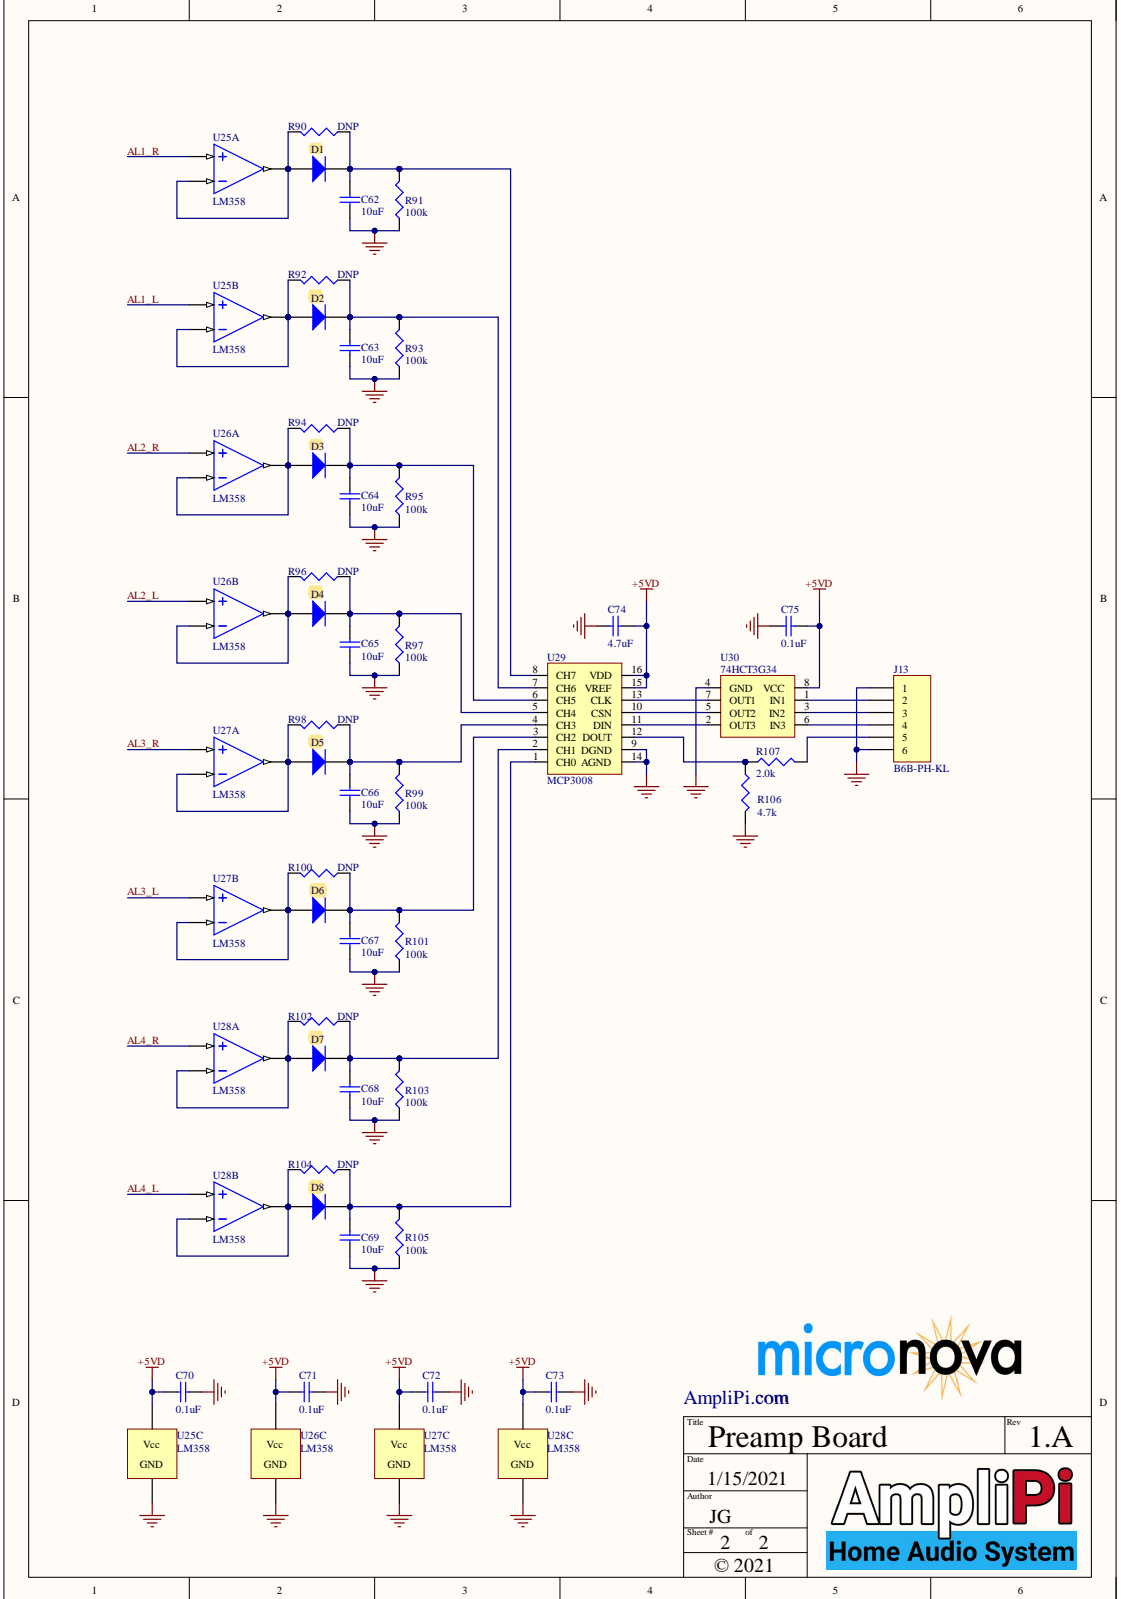 1 2 3 4 5 6
A A
B B
C C
D D
R90 DNP
U25A
D1
AL1_R
+
−
LM358
C62
10uF
R91
100k
R92 DNP
U25B
D2
AL1_L
+
−
LM358
C63
10uF
R93
100k
R94 DNP
U26A
D3
AL2_R
+
−
LM358
C64
10uF
R95
100k
R96 DNP
U26B
D4
AL2_L
+
−
LM358
C65
10uF
R97
100k
R98 DNP
U27A
D5
AL3_R
+
−
LM358
C66
10uF
R99
100k
R100 DNP
U27B
D6
AL3_L
+
−
LM358
C67
10uF
R101
100k
R102 DNP
U28A
D7
AL4_R
+
−
LM358
C68
10uF
R103
100k
R104 DNP
U28B
D8
AL4_L
+
−
LM358
C69
10uF
R105
100k
+5VD
C74
4.7uF
U29
8 CH7 VDD 16
7 CH6 VREF 15
6 CH5 CLK 13
5 CH4 CSN 10
4 CH3 DIN 11
3 CH2 DOUT 12
2 CH1 DGND 9
1 CH0 AGND 14
MCP3008
+5VD
C75
0.1uF
U30
74HCT3G34
4 GND VCC 8
7 OUT1 IN1 1
5 OUT2 IN2 3
2 OUT3 IN3 6
R107
2.0k
R106
4.7k
J13
1
2
3
4
5
6
B6B-PH-KL
+5VD
C70
0.1uF
U25C
LM358
Vcc
GND
+5VD
C71
0.1uF
U26C
LM358
Vcc
GND
+5VD
C72
0.1uF
U27C
LM358
Vcc
GND
+5VD
C73
0.1uF
U28C
LM358
Vcc
GND
micronova
AmpliPi.com
Title
Preamp Board
Rev
1.A
Date
1/15/2021
Author
JG
Sheet # 2 of 2
© 2021
AmpliPi
Home Audio System
1 2 3 4 5 6